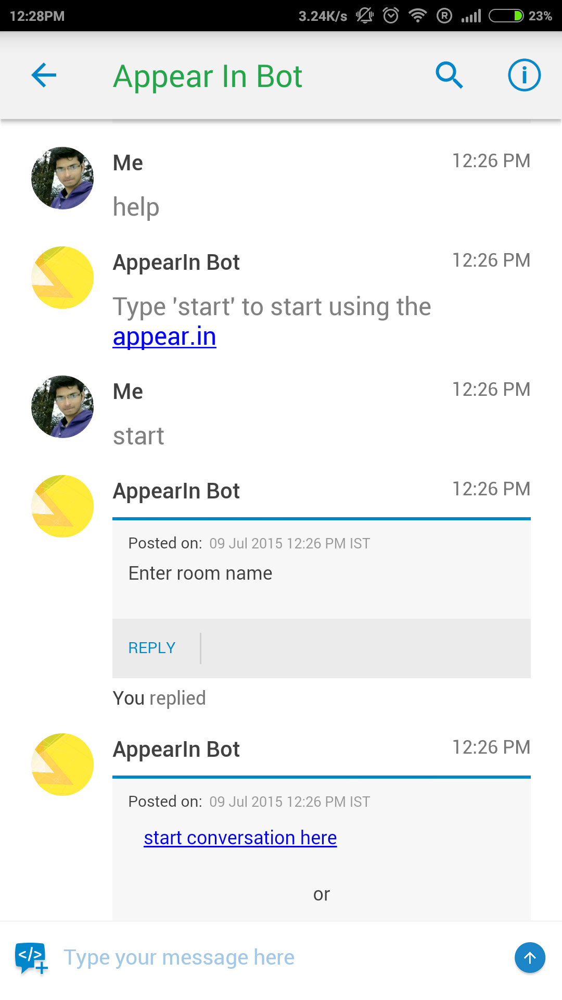 12:28PM 3.24K/s R 23%
Appear In Bot i
Me 12:26 PM
help
AppearIn Bot 12:26 PM
Type 'start' to start using the
appear.in
Me 12:26 PM
start
AppearIn Bot 12:26 PM
Posted on: 09 Jul 2015 12:26 PM IST
Enter room name
REPLY
You replied
AppearIn Bot 12:26 PM
Posted on: 09 Jul 2015 12:26 PM IST
start conversation here
or
</> Type your message here